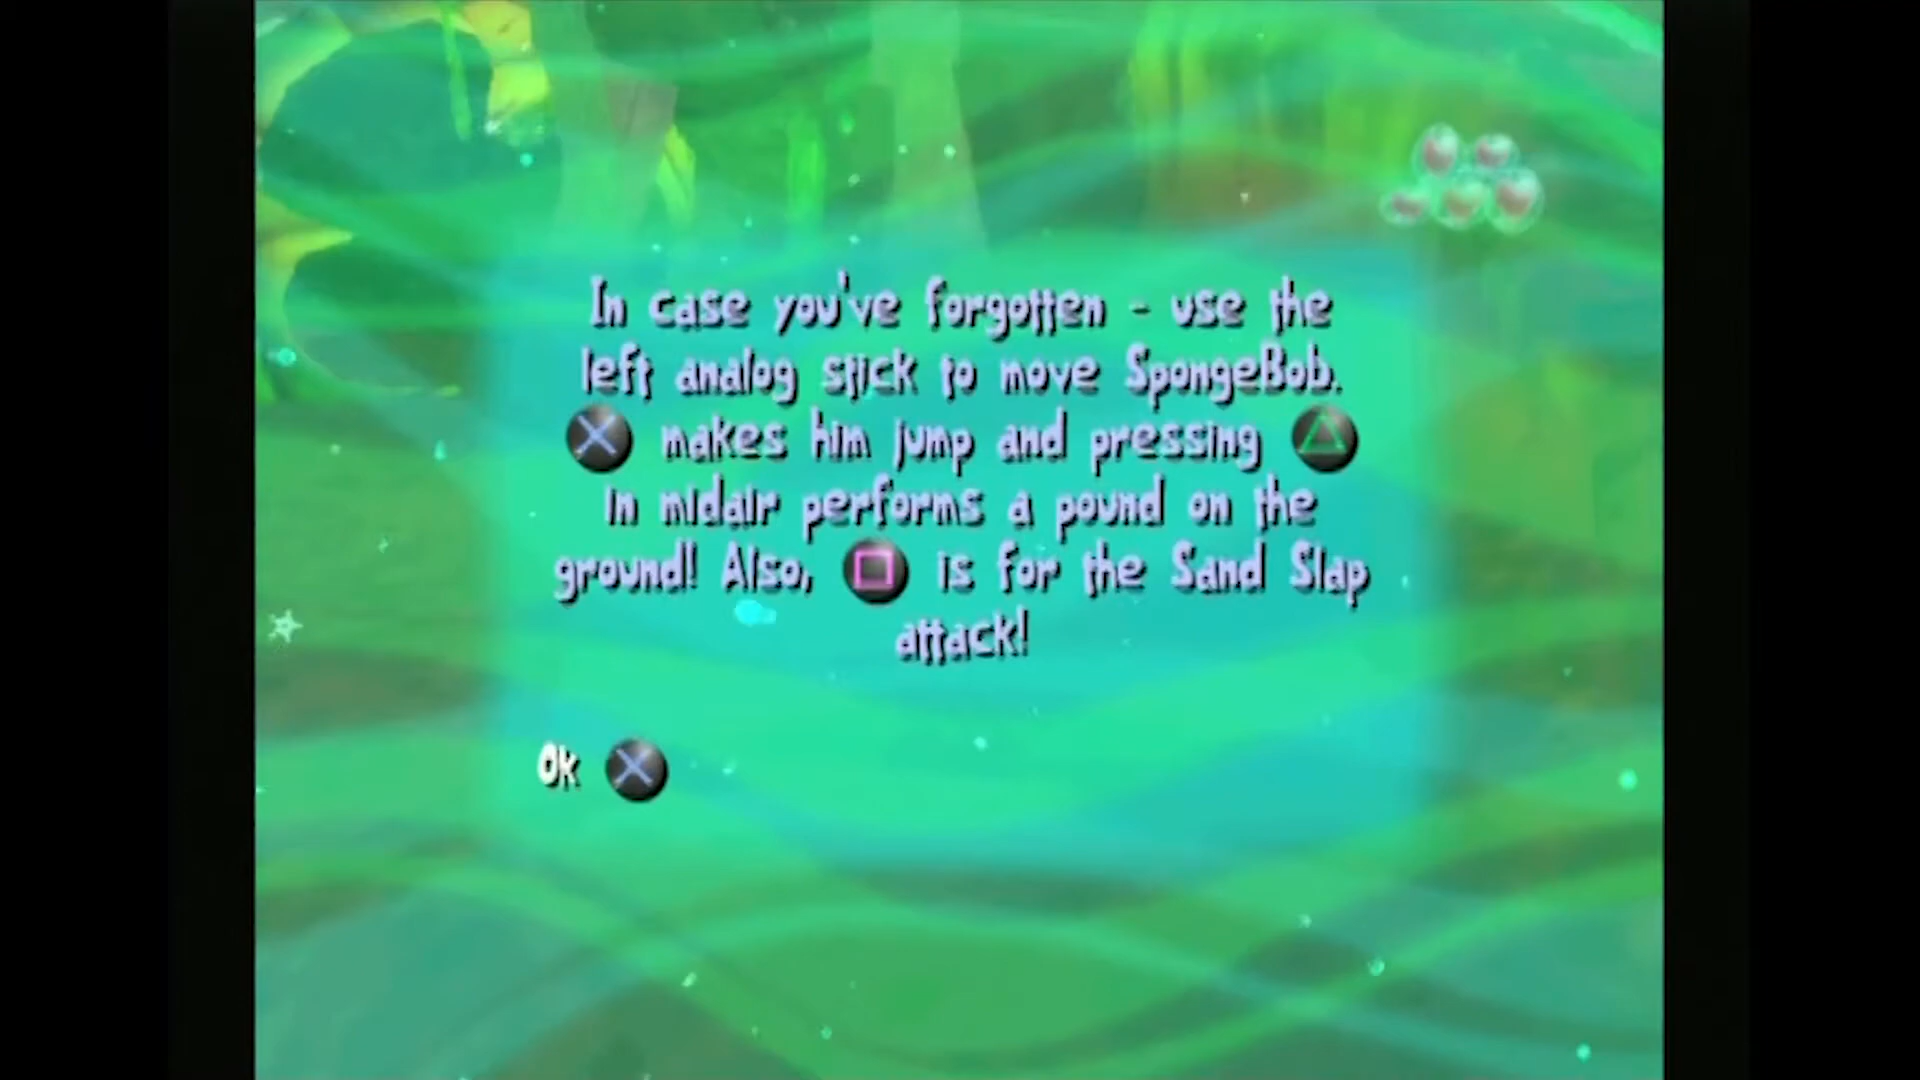 In case you've forgotten - use the
left analog stick to move SpongeBob.
makes him jump and pressing
in midair performs a pound on the
ground! Also, is for the Sand Slap
attack!
Ok